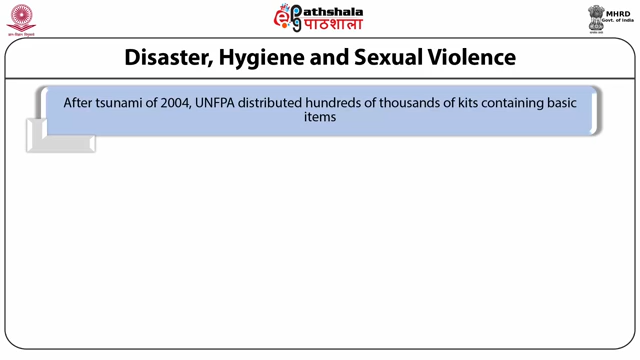 ePathshala
पाठशाला
MHRD
Govt. of India
Disaster, Hygiene and Sexual Violence
After tsunami of 2004, UNFPA distributed hundreds of thousands of kits containing basic
items